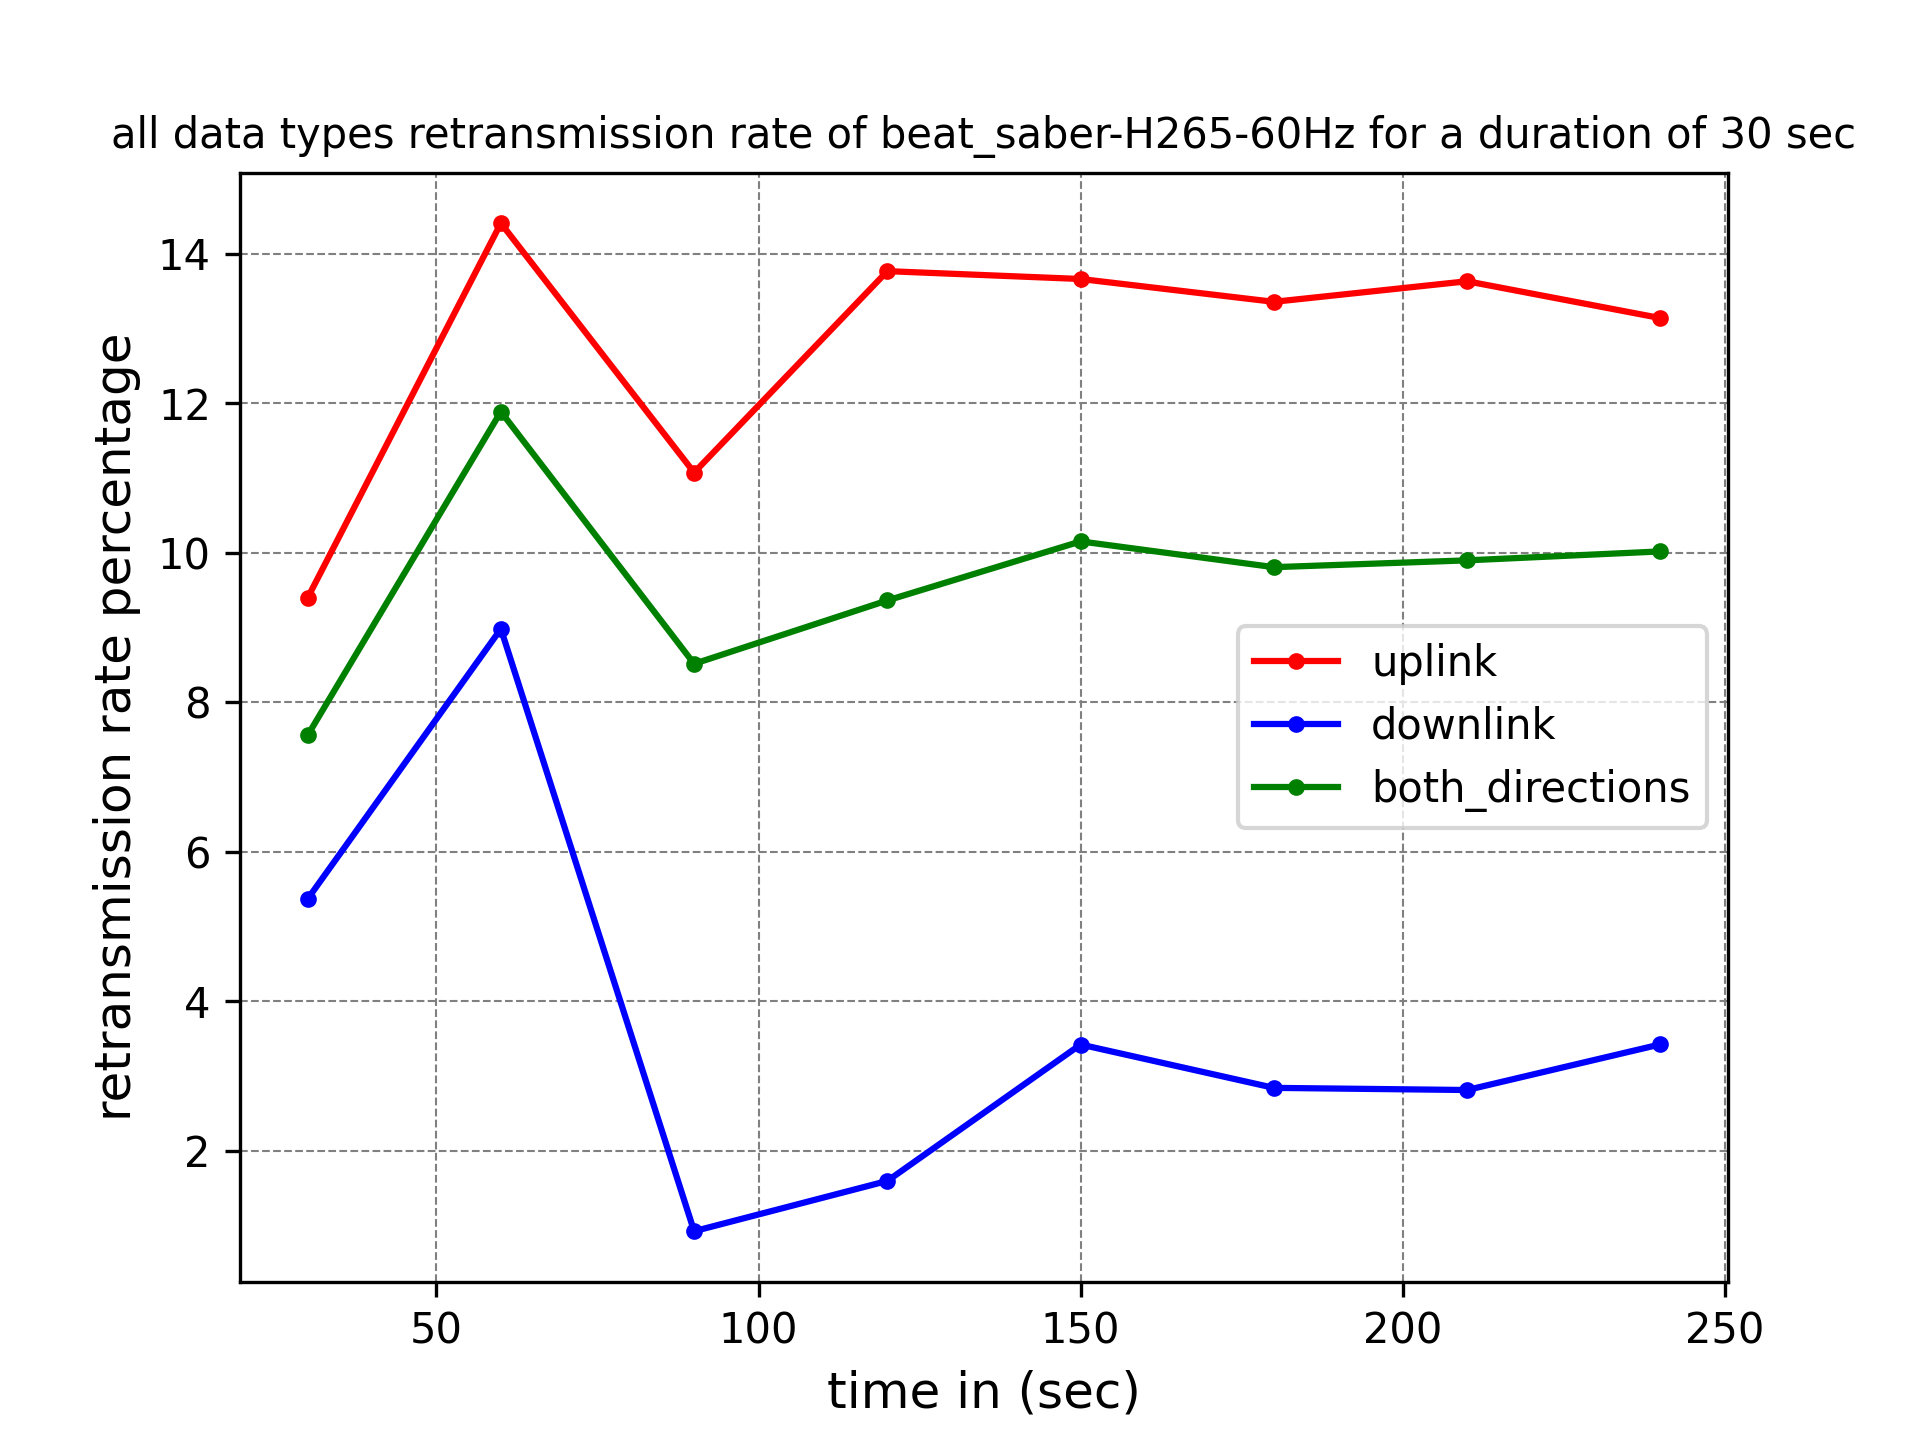 all data types retransmission rate of beat_saber-H265-60Hz for a duration of 30 sec
retransmission rate percentage
14
12
10
8
6
4
2
uplink
downlink
both_directions
50 100 150 200 250
time in (sec)